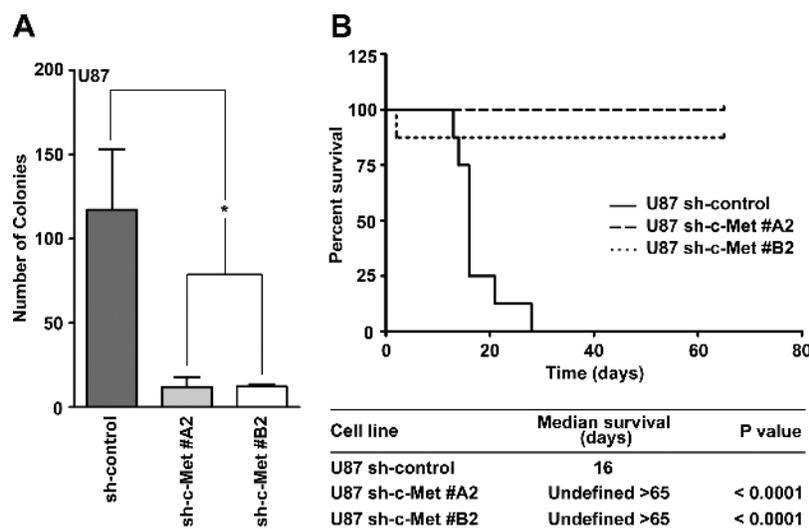 A
U87
200
150
100
50
0
Number of Colonies
*
sh-control
sh-c-Met #A2
sh-c-Met #B2
B
125
100
75
50
25
0
Percent survival
U87 sh-control
U87 sh-c-Met #A2
U87 sh-c-Met #B2
0 20 40 60 80
Time (days)
Cell line Median survival (days) P value
U87 sh-control 16
U87 sh-c-Met #A2 Undefined >65 < 0.0001
U87 sh-c-Met #B2 Undefined >65 < 0.0001